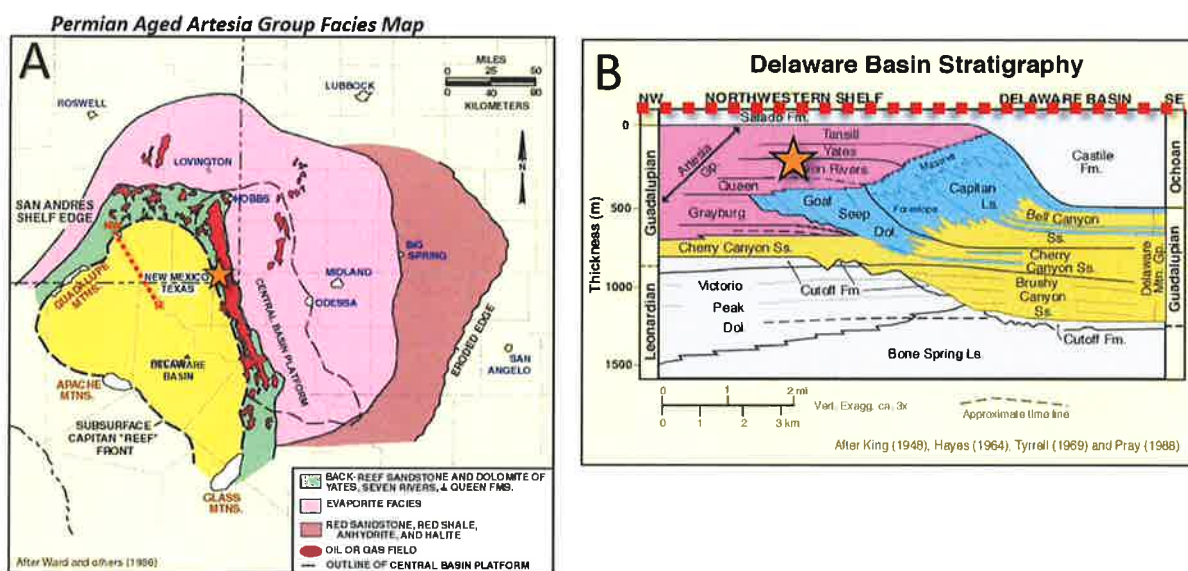 Permian Aged Artesia Group Facies Map
A
MILES
0 25 50
0 40 80
KILOMETERS
LUBBOCK
ROSWELL
N
LOVINGTON
HOBBS
SAN ANDRES
SHELF EDGE
NW
BIG
SPRING
NEW MEXICO
TEXAS
MIDLAND
GUADALUPE
MTNS.
SE
ODESSA
CENTRAL BASIN PLATFORM
ERODED EDGE
DELAWARE
BASIN
SAN
ANGELO
APACHE
MTNS.
SUBSURFACE
CAPITAN "REEF"
FRONT
GLASS
MTNS.
BACK-REEF SANDSTONE AND DOLOMITE OF
YATES, SEVEN RIVERS, & QUEEN FMS.
EVAPORITE FACIES
RED SANDSTONE, RED SHALE,
ANHYDRITE, AND HALITE
OIL OR GAS FIELD
OUTLINE OF CENTRAL BASIN PLATFORM
After Ward and others (1986)
B
Delaware Basin Stratigraphy
NW NORTHWESTERN SHELF DELAWARE BASIN SE
Salado Fm.
0
Tansill
Artesia
Gp.
Yates
Massive
Castile
Fm.
Ochoan
en Rivers
Capitan
Ls.
Queen
Goat
Seep
Dol.
Foreslope
Guadalupian
500
Grayburg
Bell Canyon
Ss.
Cherry Canyon Ss.
Cherry
Canyon Ss.
Delaware
Mtn. Gp.
Guadalupian
Thickness (m)
Cutoff Fm.
Brushy
Canyon
Ss.
1000
Victorio
Peak
Dol.
Leonardian
Cutoff Fm.
Bone Spring Ls.
1500
0 1 2 mi
0 1 2 3 km
Vert. Exagg. ca. 3x
Approximate time line
After King (1948), Hayes (1964), Tyrrell (1969) and Pray (1988)